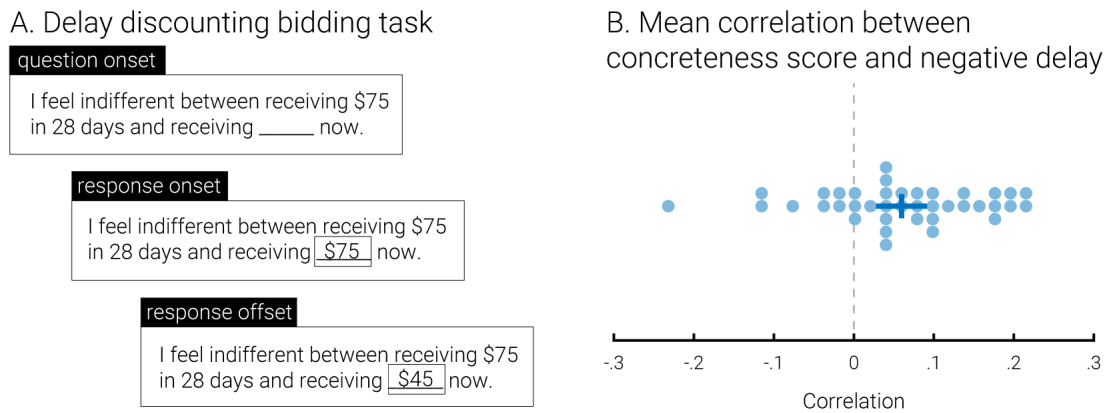 A. Delay discounting bidding task
question onset
I feel indifferent between receiving $75
in 28 days and receiving _____ now.
response onset
I feel indifferent between receiving $75
in 28 days and receiving $75 now.
response offset
I feel indifferent between receiving $75
in 28 days and receiving $45 now.
B. Mean correlation between
concreteness score and negative delay
-.3 -.2 -.1 0 .1 .2 .3
Correlation